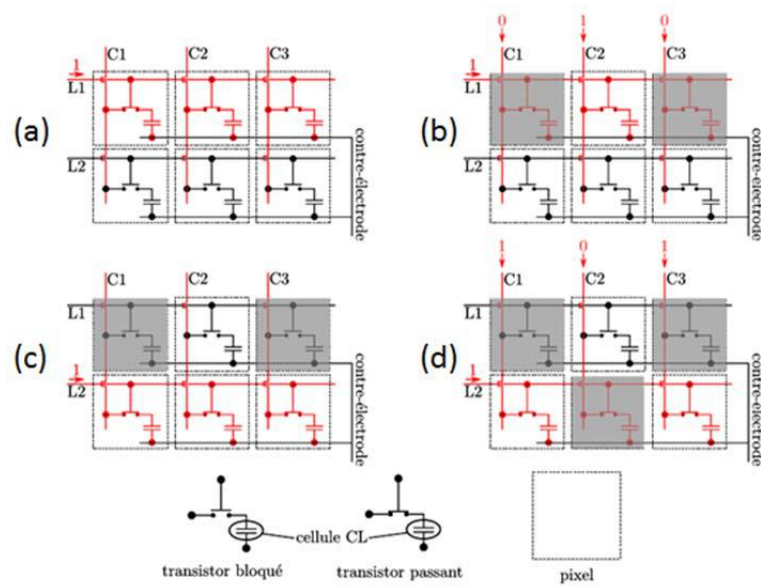 (a)
C1 C2 C3
1
L1
L2
contre-électrode
(b)
0 1 0
C1 C2 C3
1
L1
L2
contre-électrode
(c)
C1 C2 C3
L1
1
L2
contre-électrode
(d)
1 0 1
C1 C2 C3
L1
1
L2
contre-électrode
cellule CL
transistor bloqué
transistor passant
pixel